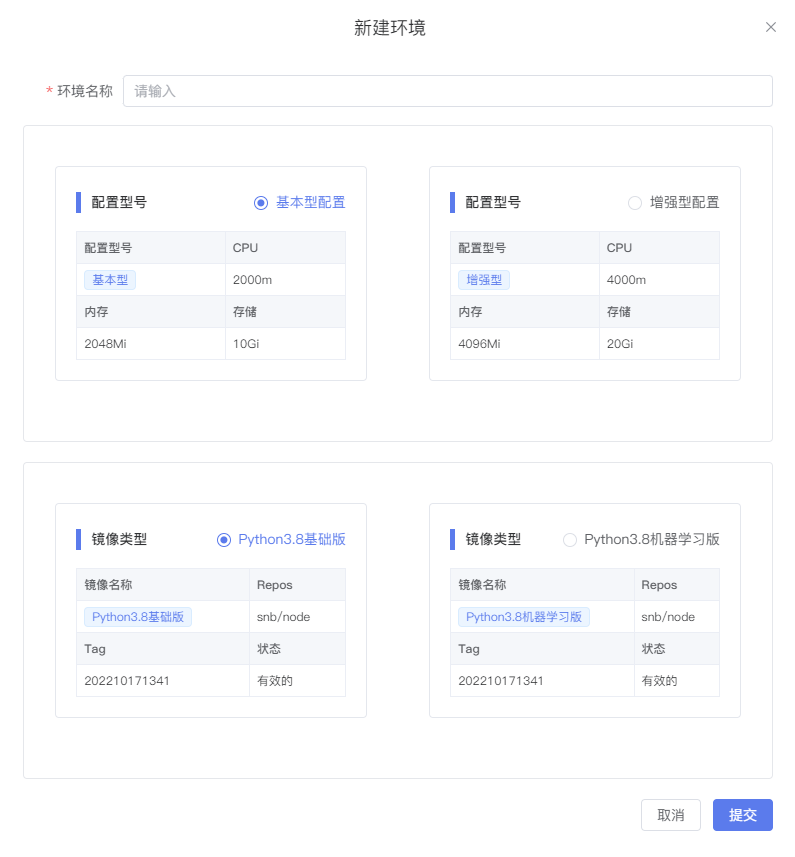 新建环境
* 环境名称 请输入
配置型号 基本型配置
配置型号 CPU
基本型 2000m
内存 存储
2048Mi 10Gi
配置型号 增强型配置
配置型号 CPU
增强型 4000m
内存 存储
4096Mi 20Gi
镜像类型 Python3.8基础版
镜像名称 Repos
Python3.8基础版 snb/node
Tag 状态
202210171341 有效的
镜像类型 Python3.8机器学习版
镜像名称 Repos
Python3.8机器学习版 snb/node
Tag 状态
202210171341 有效的
取消 提交